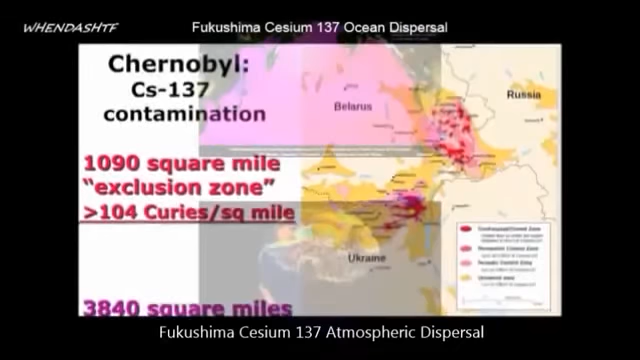 WHENDASHTF
Fukushima Cesium 137 Ocean Dispersal
Chernobyl:
Cs-137
contamination
1090 square mile
“exclusion zone”
>104 Curies/sq mile
3840 square miles
Belarus
Russia
Ukraine
Fukushima Cesium 137 Atmospheric Dispersal